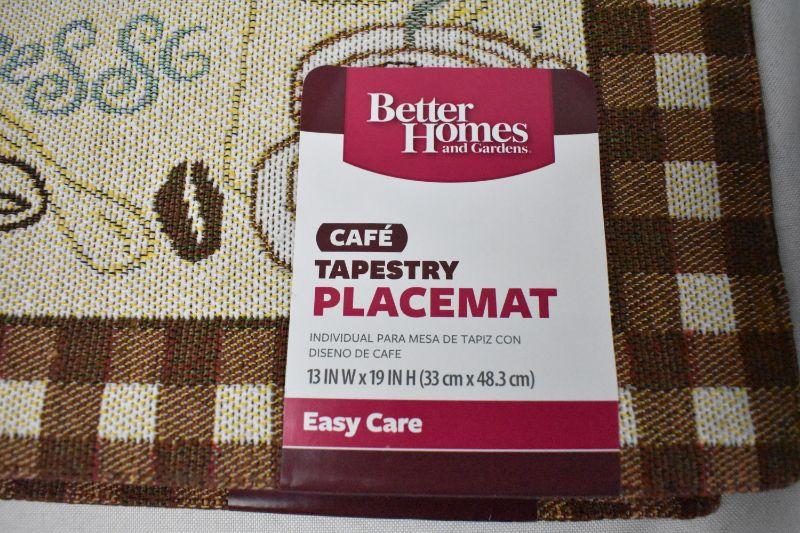 esso
Better
Homes
and Gardens.
CAFÉ
TAPESTRY
PLACEMAT
INDIVIDUAL PARA MESA DE TAPIZ CON
DISENO DE CAFE
13 IN W x 19 IN H (33 cm x 48.3 cm)
Easy Care